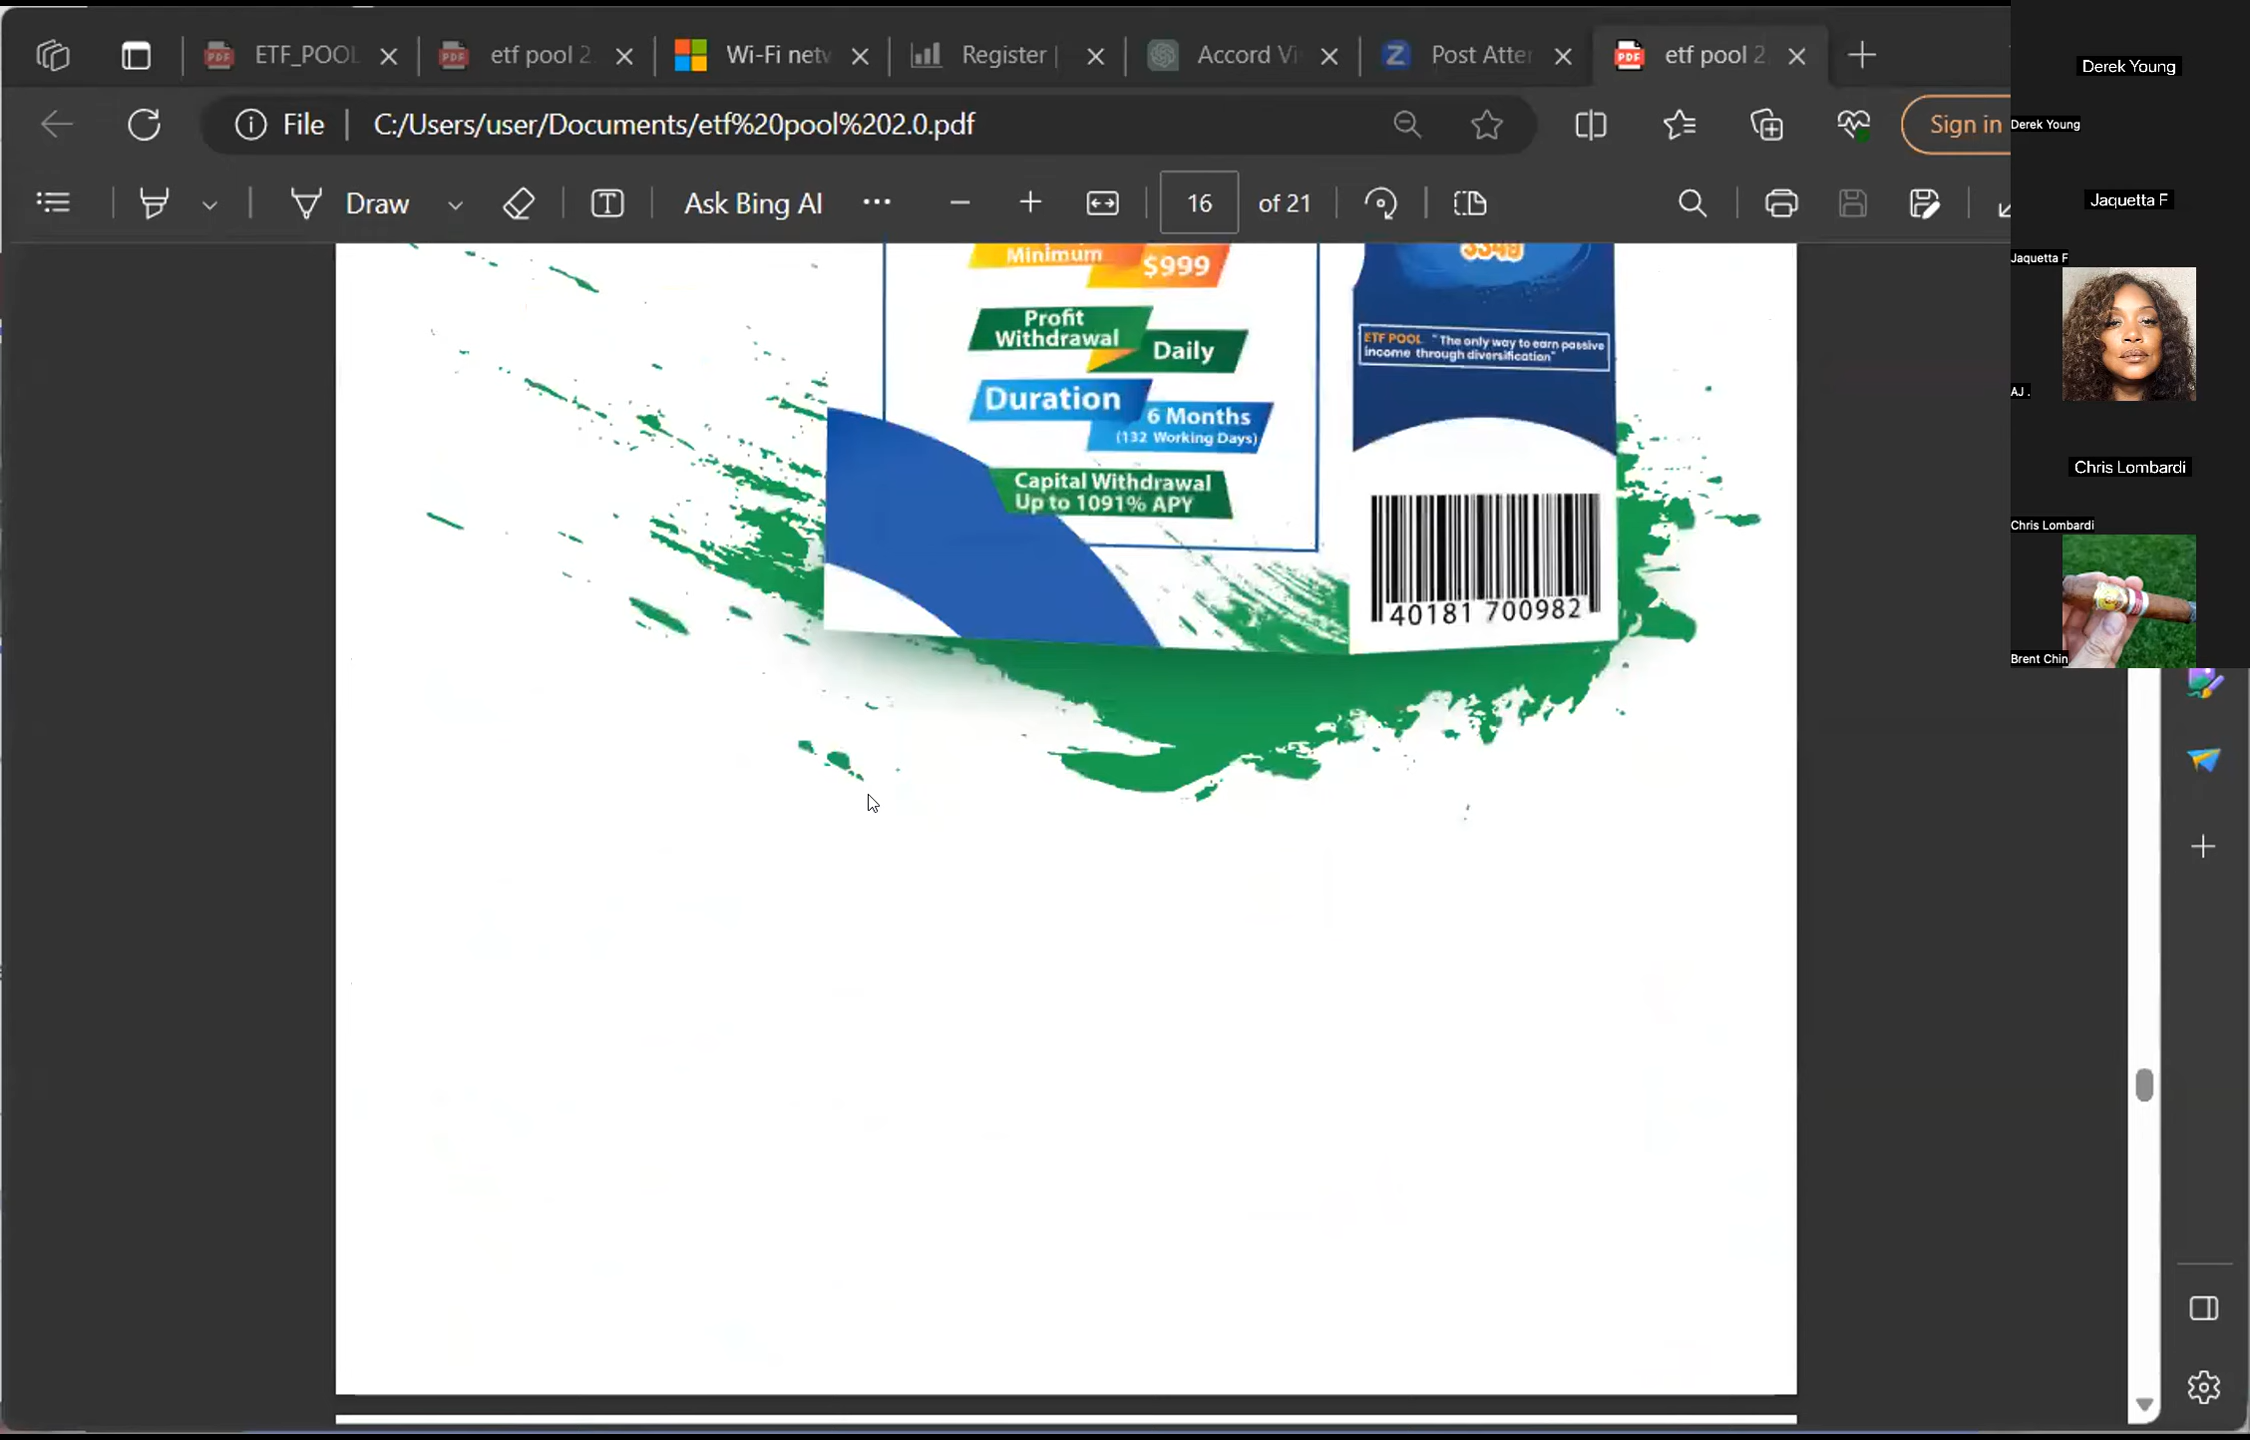 ETF_POOL
etf pool 2.
Wi-Fi netw
Register |
Accord Vi
Post Atter
etf pool 2
File
C:/Users/user/Documents/etf%20pool%202.0.pdf
Sign in
Draw
Ask Bing AI
16
of 21
Minimum
$999
Profit
Withdrawal
Daily
Duration
6 Months
(132 Working Days)
Capital Withdrawal
Up to 1091% APY
$349
ETF POOL "The only way to earn passive
income through diversification"
40181 700982
Derek Young
Derek Young
Jaquetta F
Jaquetta F
AJ .
Chris Lombardi
Chris Lombardi
Brent Chin